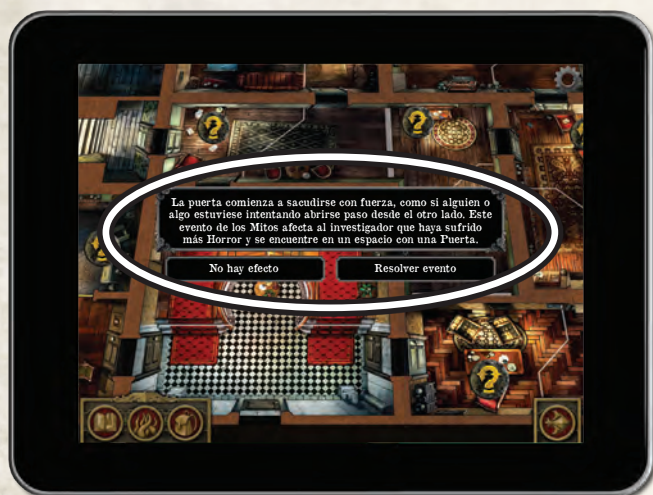 La puerta comienza a sacudirse con fuerza, como si alguien o
algo estuviese intentando abrirse paso desde el otro lado. Este
evento de los Mitos afecta al investigador que haya sufrido
más Horror y se encuentre en un espacio con una Puerta.
No hay efecto
Resolver evento